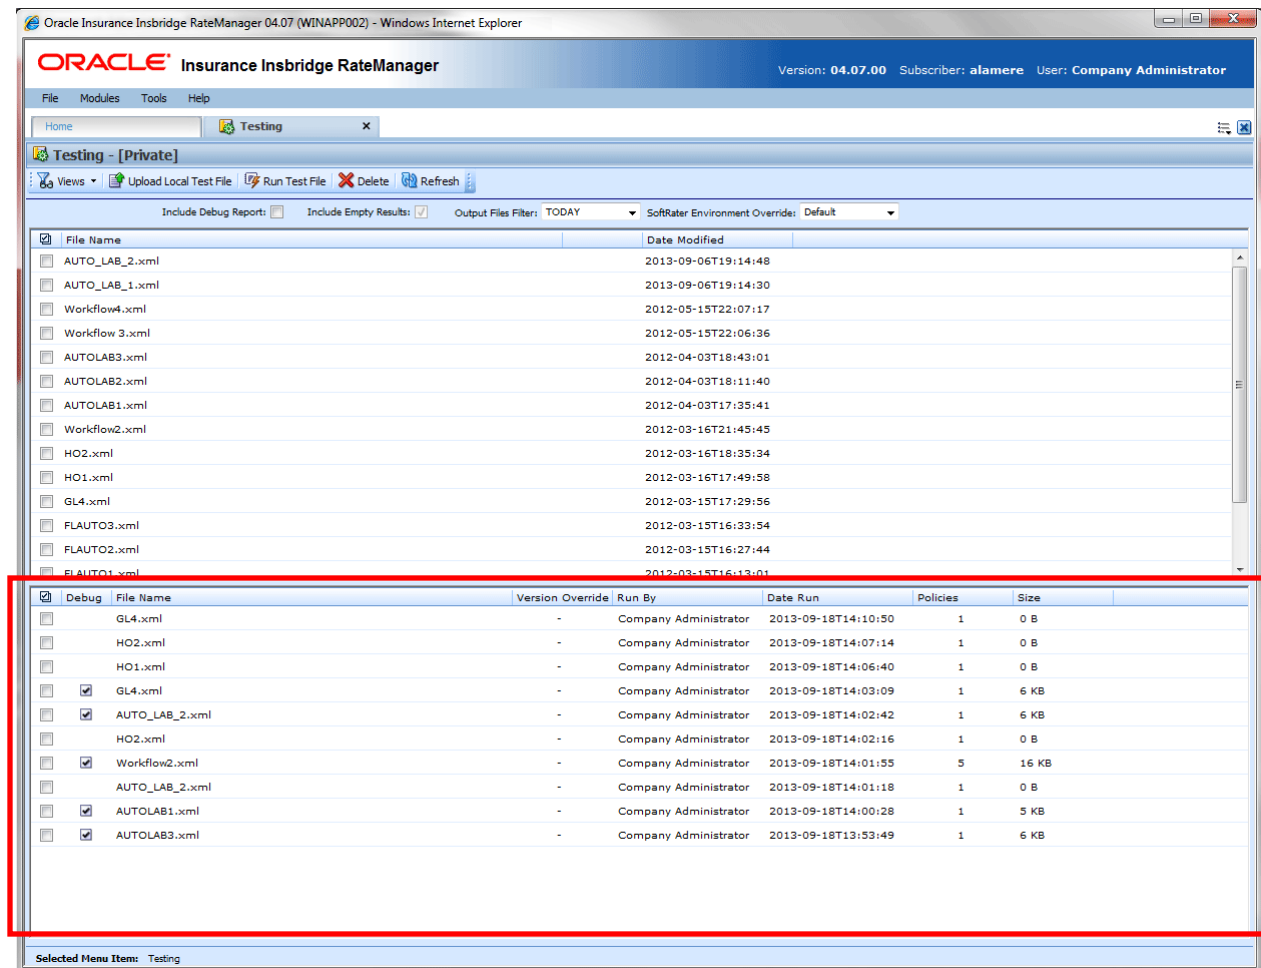 Oracle Insurance Insbridge RateManager 04.07 (WINAPP002) - Windows Internet Explorer
ORACLE Insurance Insbridge RateManager Version: 04.07.00 Subscriber: alamere User: Company Administrator
File Modules Tools Help
Home Testing
Testing - [Private]
Views Upload Local Test File Run Test File Delete Refresh
Include Debug Report: Include Empty Results: Output Files Filter: TODAY SoftRater Environment Override: Default
File Name Date Modified
AUTO_LAB_2.xml 2013-09-06T19:14:48
AUTO_LAB_1.xml 2013-09-06T19:14:30
Workflow4.xml 2012-05-15T22:07:17
Workflow 3.xml 2012-05-15T22:06:36
AUTOLAB3.xml 2012-04-03T18:43:01
AUTOLAB2.xml 2012-04-03T18:11:40
AUTOLAB1.xml 2012-04-03T17:35:41
Workflow2.xml 2012-03-16T21:45:45
HO2.xml 2012-03-16T18:35:34
HO1.xml 2012-03-16T17:49:58
GL4.xml 2012-03-15T17:29:56
FLAUTO3.xml 2012-03-15T16:33:54
FLAUTO2.xml 2012-03-15T16:27:44
FLAUTO1.xml 2012-03-15T16:13:01
Debug File Name Version Override Run By Date Run Policies Size
GL4.xml - Company Administrator 2013-09-18T14:10:50 1 0 B
HO2.xml - Company Administrator 2013-09-18T14:07:14 1 0 B
HO1.xml - Company Administrator 2013-09-18T14:06:40 1 0 B
GL4.xml - Company Administrator 2013-09-18T14:03:09 1 6 KB
AUTO_LAB_2.xml - Company Administrator 2013-09-18T14:02:42 1 6 KB
HO2.xml - Company Administrator 2013-09-18T14:02:16 1 0 B
Workflow2.xml - Company Administrator 2013-09-18T14:01:55 5 16 KB
AUTO_LAB_2.xml - Company Administrator 2013-09-18T14:01:18 1 0 B
AUTOLAB1.xml - Company Administrator 2013-09-18T14:00:28 1 5 KB
AUTOLAB3.xml - Company Administrator 2013-09-18T13:53:49 1 6 KB
Selected Menu Item: Testing